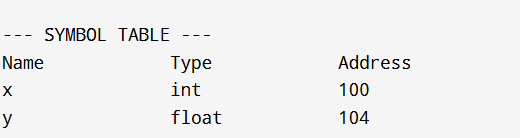 --- SYMBOL TABLE ---
Name            Type            Address
x               int             100
y               float           104